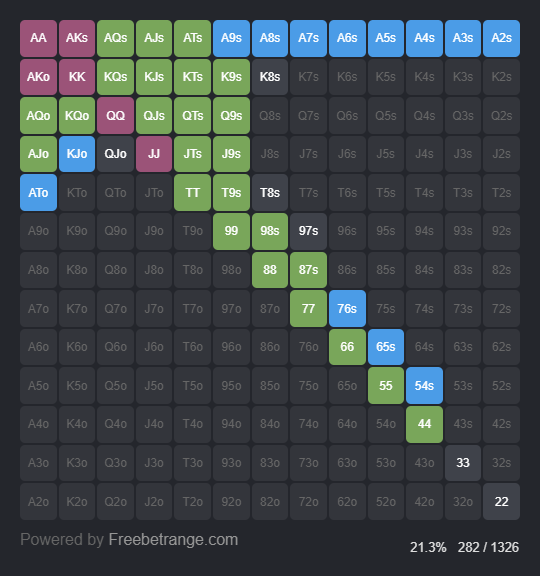 AA AKs AQs AJs ATs A9s A8s A7s A6s A5s A4s A3s A2s
AKo KK KQs KJs KTs K9s K8s K7s K6s K5s K4s K3s K2s
AQo KQo QQ QJs QTs Q9s Q8s Q7s Q6s Q5s Q4s Q3s Q2s
AJo KJo QJo JJ JTs J9s J8s J7s J6s J5s J4s J3s J2s
ATo KTo QTo JTo TT T9s T8s T7s T6s T5s T4s T3s T2s
A9o K9o Q9o J9o T9o 99 98s 97s 96s 95s 94s 93s 92s
A8o K8o Q8o J8o T8o 98o 88 87s 86s 85s 84s 83s 82s
A7o K7o Q7o J7o T7o 97o 87o 77 76s 75s 74s 73s 72s
A6o K6o Q6o J6o T6o 96o 86o 76o 66 65s 64s 63s 62s
A5o K5o Q5o J5o T5o 95o 85o 75o 65o 55 54s 53s 52s
A4o K4o Q4o J4o T4o 94o 84o 74o 64o 54o 44 43s 42s
A3o K3o Q3o J3o T3o 93o 83o 73o 63o 53o 43o 33 32s
A2o K2o Q2o J2o T2o 92o 82o 72o 62o 52o 42o 32o 22
Powered by Freebetrange.com
21.3% 282 / 1326